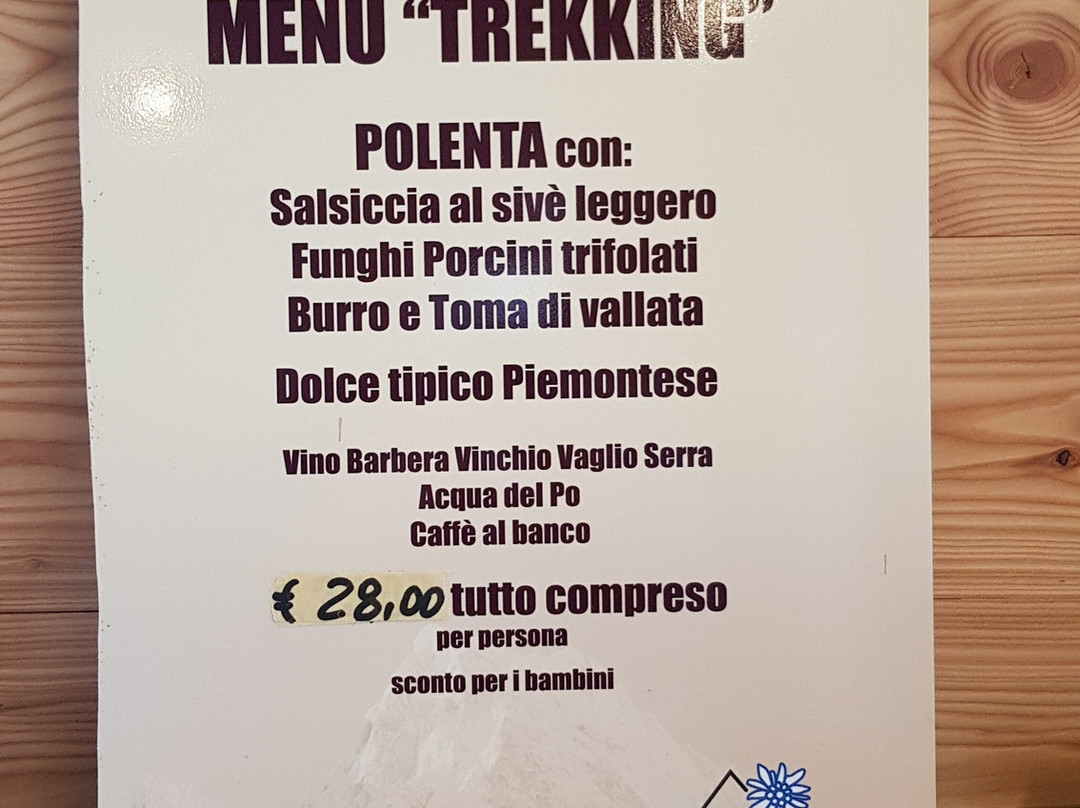 MENU “TREKKING”
POLENTA con:
Salsiccia al sivè leggero
Funghi Porcini trifolati
Burro e Toma di vallata
Dolce tipico Piemontese
Vino Barbera Vinchio Vaglio Serra
Acqua del Po
Caffè al banco
€ 28,00 tutto compreso
per persona
sconto per i bambini